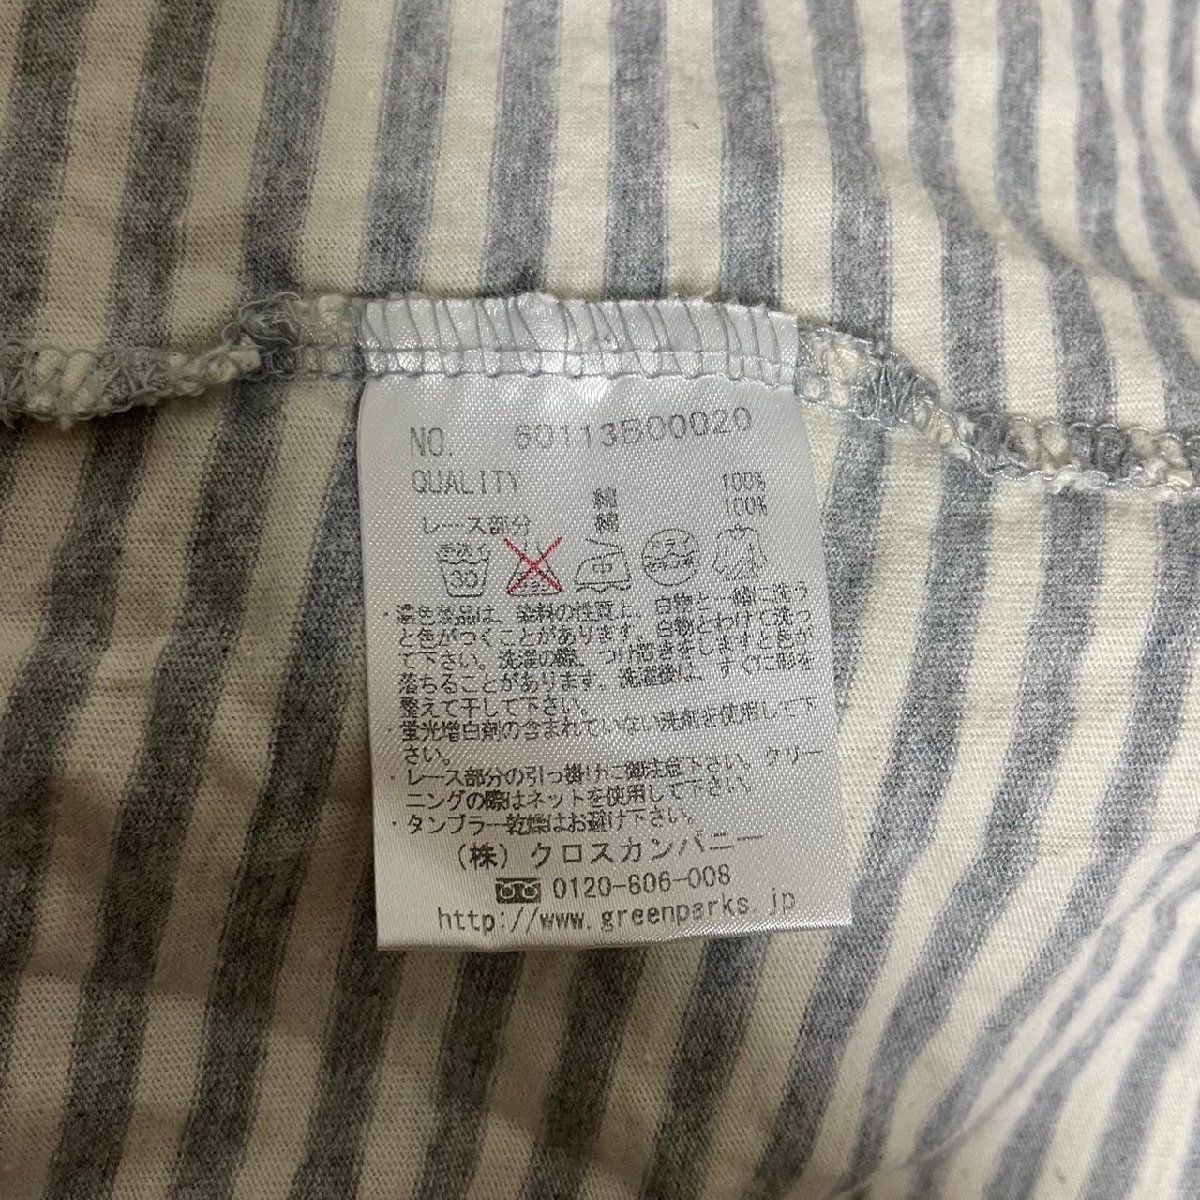 NO. 60113B00020
QUALITY
綿 100%
レース部分 綿 100%
手洗イ 30 中
・濃色製品は、染料の性質上、白物と一緒に洗う
と色がつくことがあります。白物とわけて洗っ
て下さい。洗濯の際、つけ置きをしますと色が
落ちることがあります。洗濯後は、すぐに形を
整えて干して下さい。
・蛍光増白剤の含まれていない洗剤を使用して下
さい。
・レース部分の引っ掛けに御注意下さい。クリー
ニングの際はネットを使用して下さい。
・タンブラー乾燥はお避け下さい。
(株) クロスカンパニー
0120-806-008
http://www.greenparks.jp